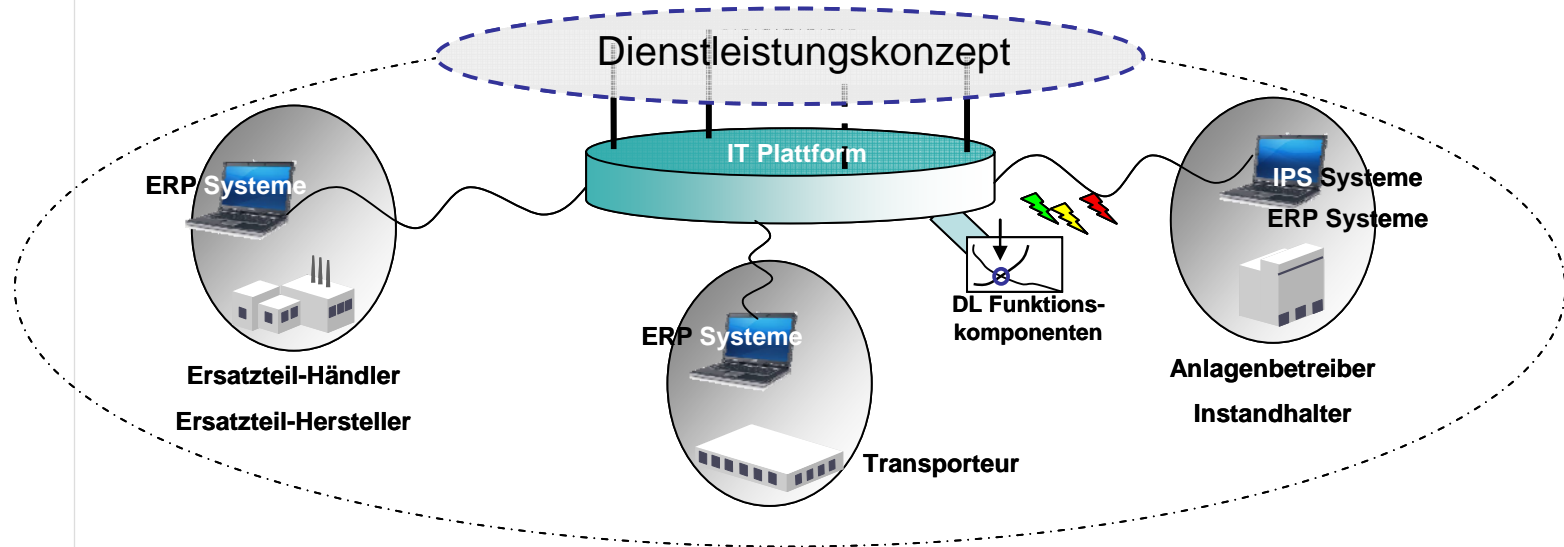 Dienstleistungskonzept
IT Plattform
ERP Systeme
IPS Systeme
ERP Systeme
DL Funktions-
komponenten
ERP Systeme
Ersatzteil-Händler
Ersatzteil-Hersteller
Anlagenbetreiber
Instandhalter
Transporteur